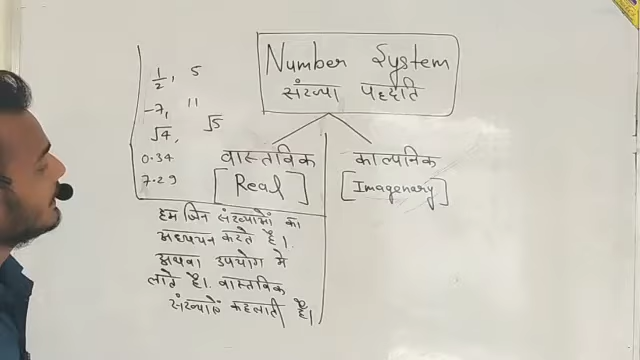 Number System
संख्या पद्दति
1/2, 5
-7, 11
√4, √5
0.34
7.29
वास्तविक
[Real]
काल्पनिक
[Imagenary]
हम जिन संख्याओं का
अध्ययन करते है।
अथवा उपयोग मे
लाते है। वास्तविक
संख्याऐं कहलाती है।